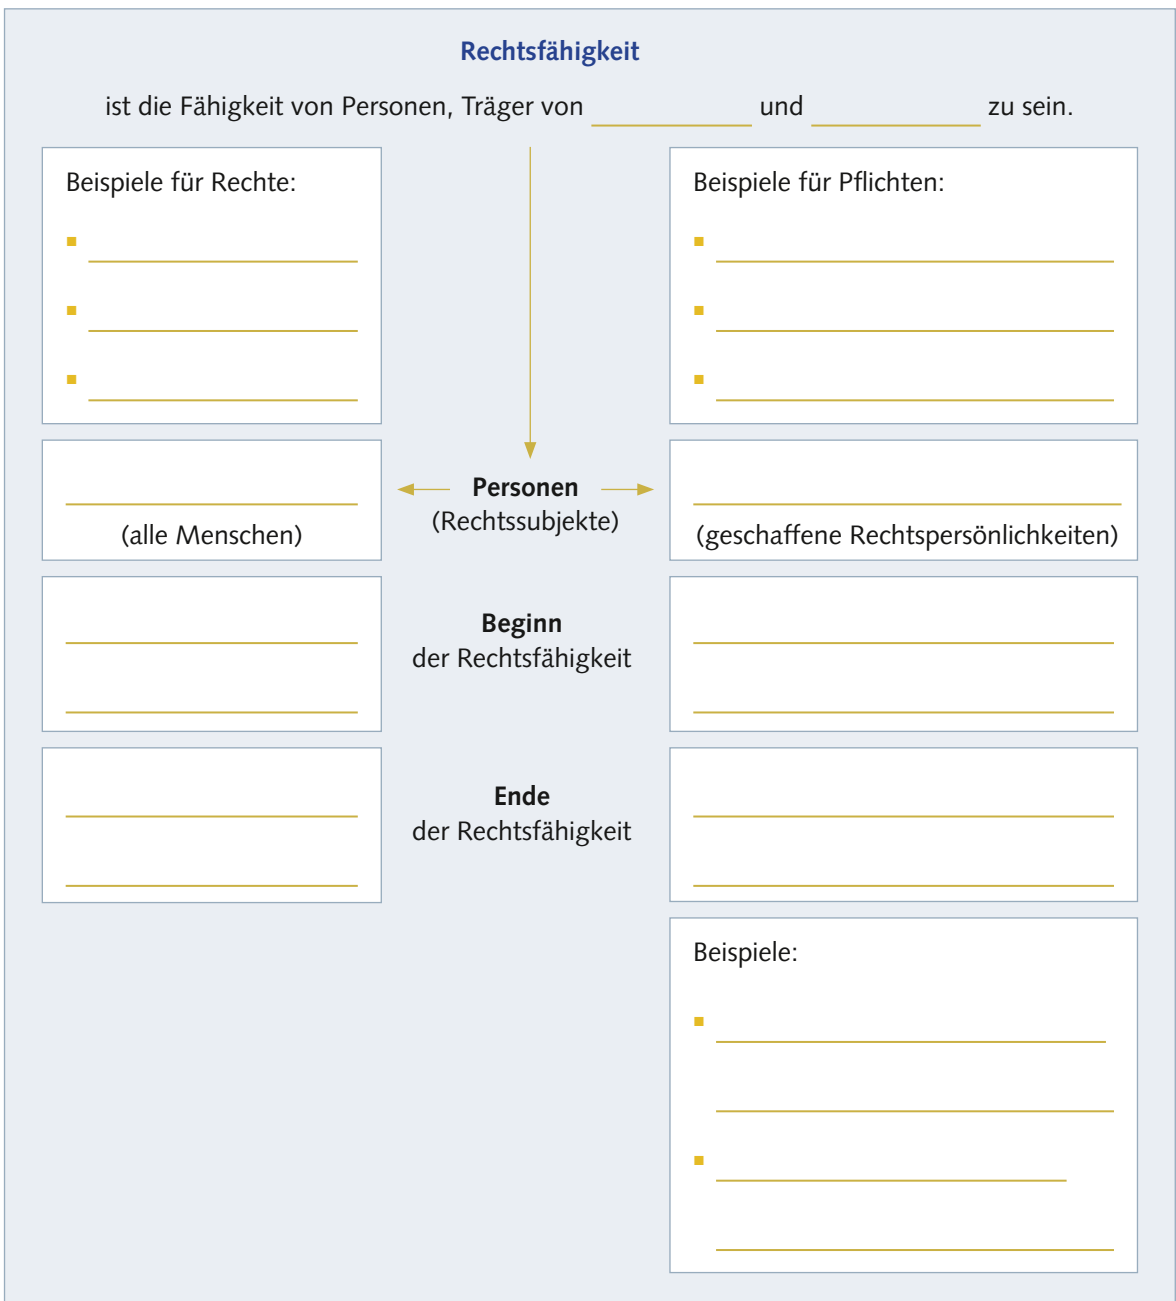 Rechtsfähigkeit
ist die Fähigkeit von Personen, Träger von und zu sein.
Beispiele für Rechte:
Beispiele für Pflichten:
Personen
(Rechtssubjekte)
(alle Menschen)
(geschaffene Rechtspersönlichkeiten)
Beginn
der Rechtsfähigkeit
Ende
der Rechtsfähigkeit
Beispiele: